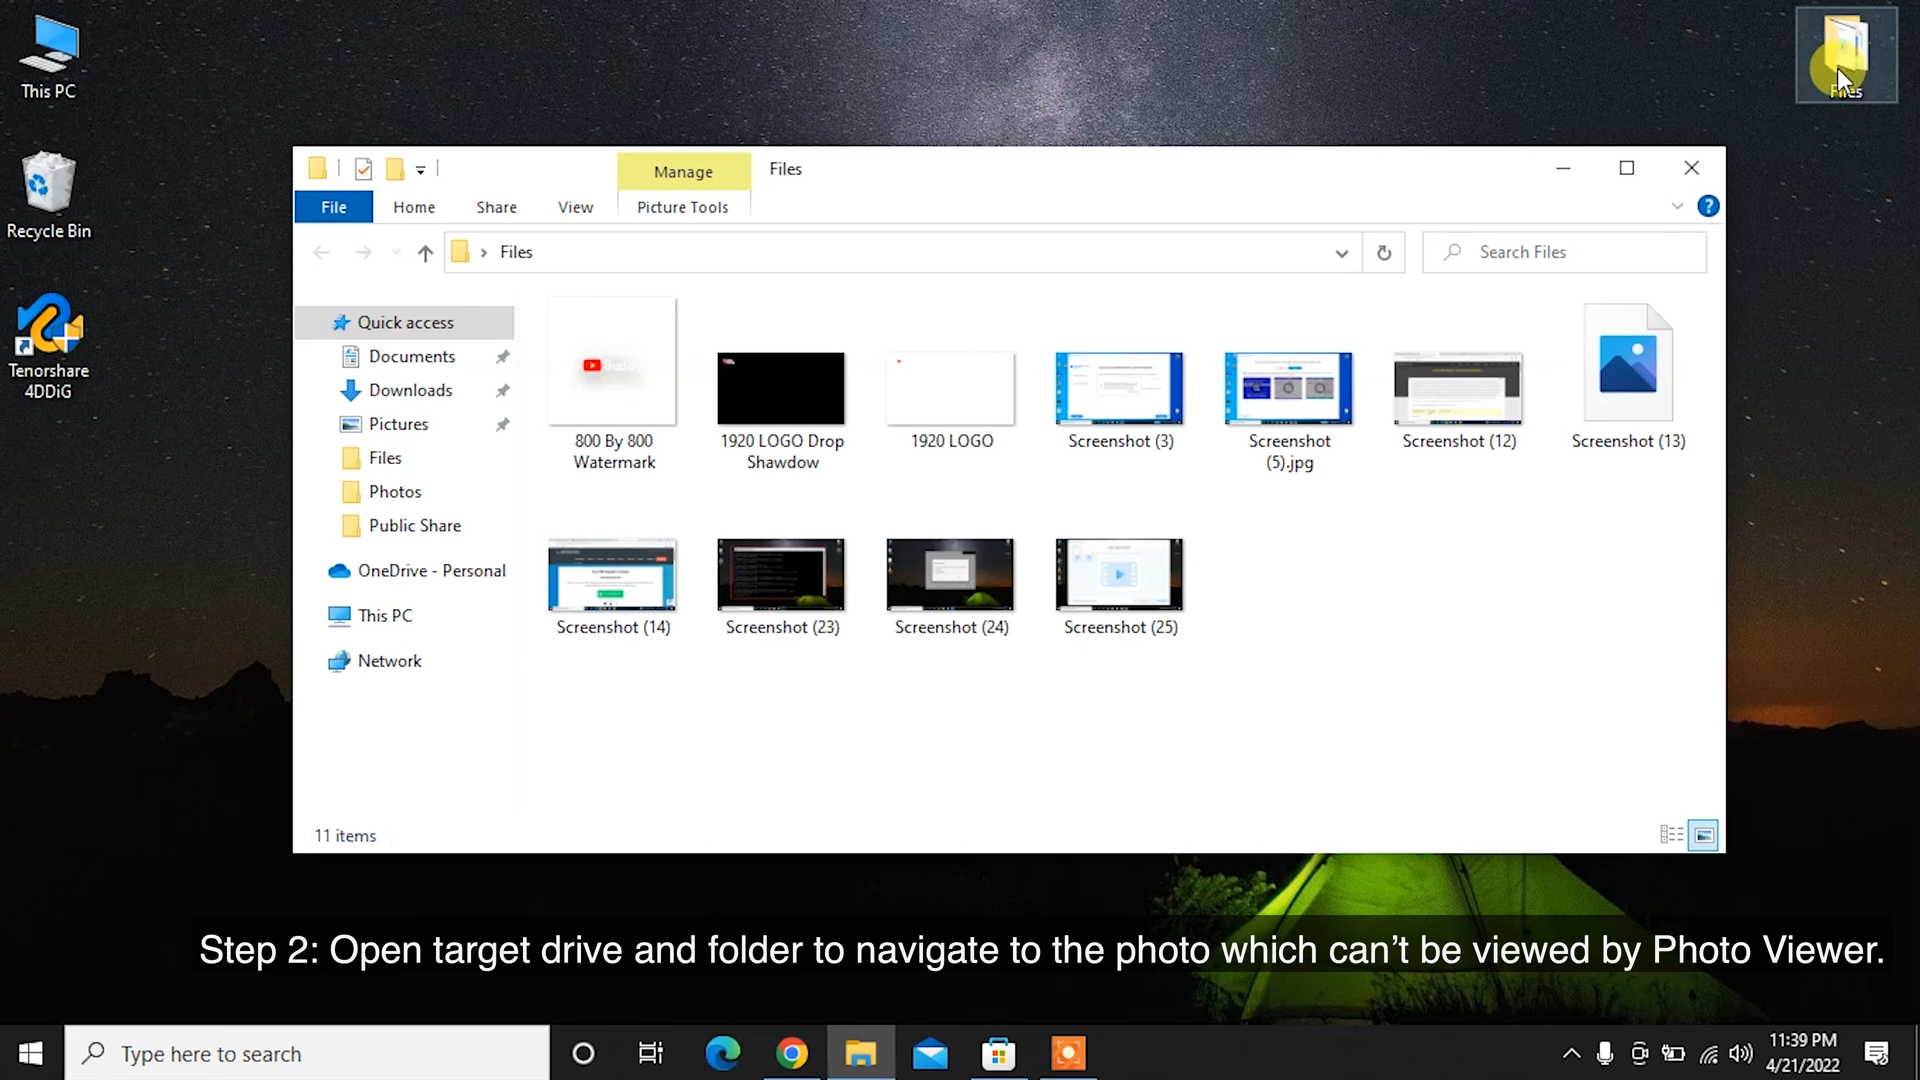 This PC
Recycle Bin
Tenorshare
4DDiG
Files
Manage
Files
File
Home
Share
View
Picture Tools
Files
Search Files
Quick access
Documents
Downloads
Pictures
Files
Photos
Public Share
OneDrive - Personal
This PC
Network
800 By 800
Watermark
1920 LOGO Drop
Shawdow
1920 LOGO
Screenshot (3)
Screenshot
(5).jpg
Screenshot (12)
Screenshot (13)
Screenshot (14)
Screenshot (23)
Screenshot (24)
Screenshot (25)
11 items
Step 2: Open target drive and folder to navigate to the photo which can’t be viewed by Photo Viewer.
Type here to search
11:39 PM
4/21/2022